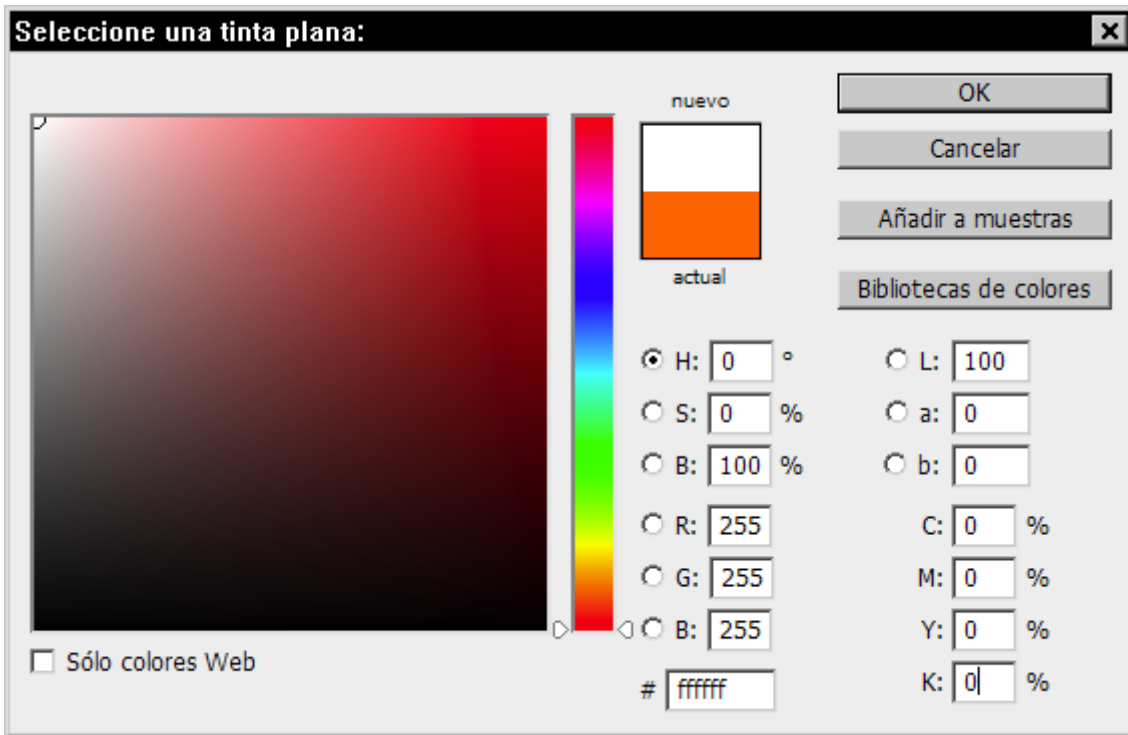 Seleccione una tinta plana:
nuevo
actual
OK
Cancelar
Añadir a muestras
Bibliotecas de colores
H: 0 °
S: 0 %
B: 100 %
R: 255
G: 255
B: 255
# ffffff
L: 100
a: 0
b: 0
C: 0 %
M: 0 %
Y: 0 %
K: 0 %
Sólo colores Web